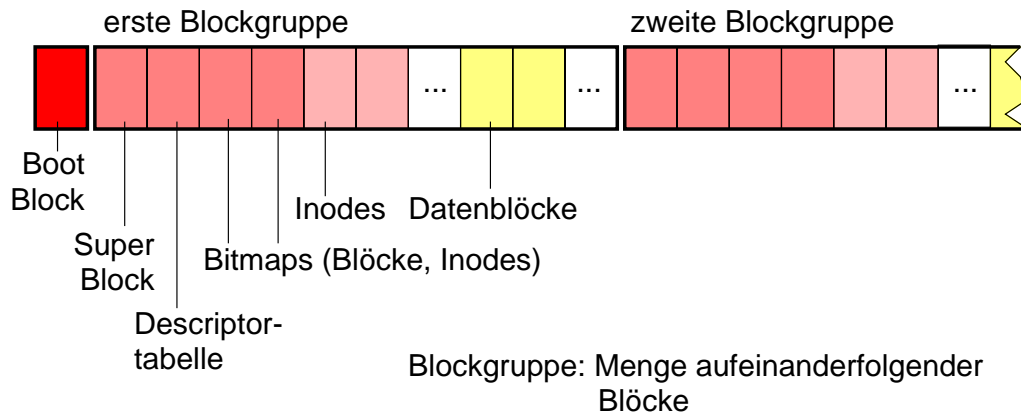 erste Blockgruppe
zweite Blockgruppe
...
...
...
Boot
Block
Inodes
Datenblöcke
Super
Block
Bitmaps (Blöcke, Inodes)
Descriptor-
tabelle
Blockgruppe: Menge aufeinanderfolgender
Blöcke